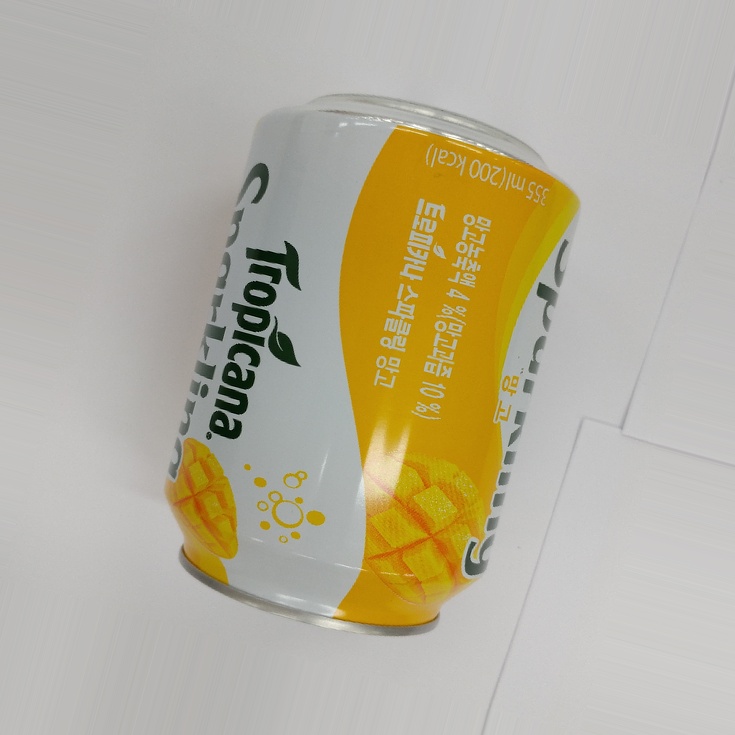 Tropicana
Sparkling
355 ml(200 kcal)
트로피카나 스파클링 망고
망고농축액 4 %(망고과즙 10 %)
Sparkling
망고